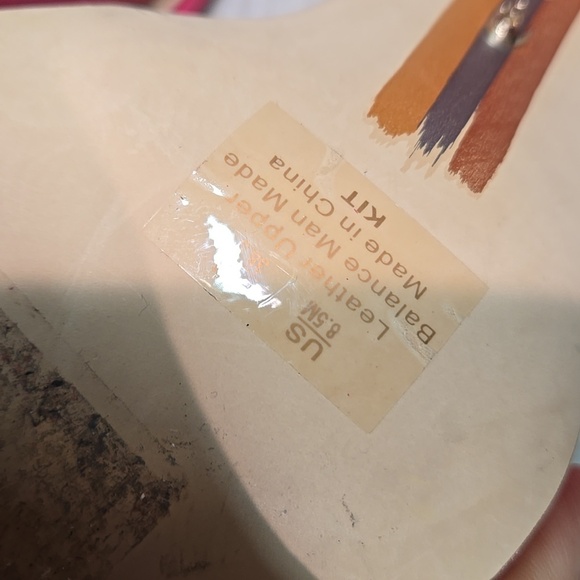 US
8.5M
Leather Upper
Balance Man Made
Made in China
KIT